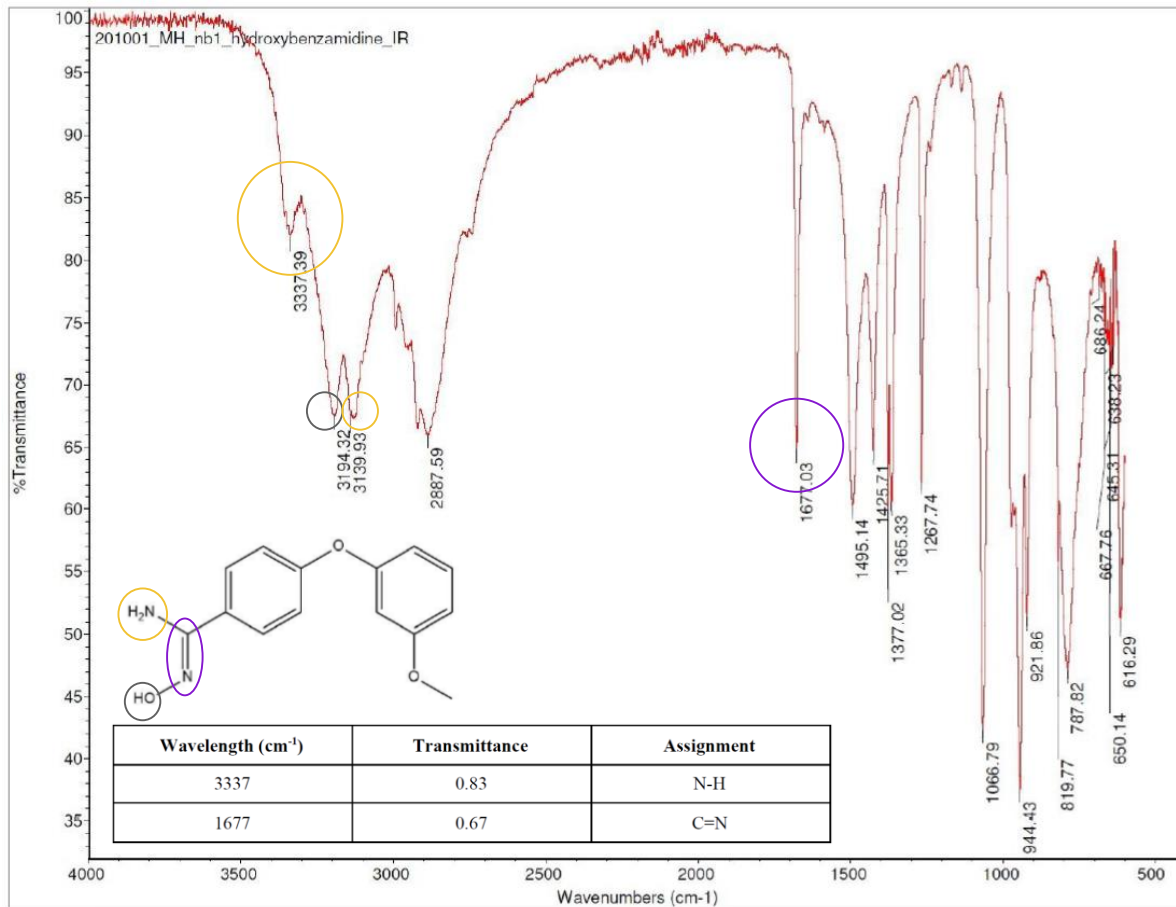 100
201001_MH_nb1_hydroxybenzamidine_IR
95
90
85
80
75
70
65
60
55
50
45
40
35
%Transmittance
3337.39
3194.32
3139.93
2887.59
1677.03
1495.14
1425.71
1377.02
1365.33
1267.74
1066.79
944.43
921.86
819.77
787.82
686.24
667.76
650.14
645.31
638.23
616.29
O
H₂N
N
HO
O
Wavelength (cm⁻¹) Transmittance Assignment
3337 0.83 N-H
1677 0.67 C=N
4000 3500 3000 2500 2000 1500 1000 500
Wavenumbers (cm-1)